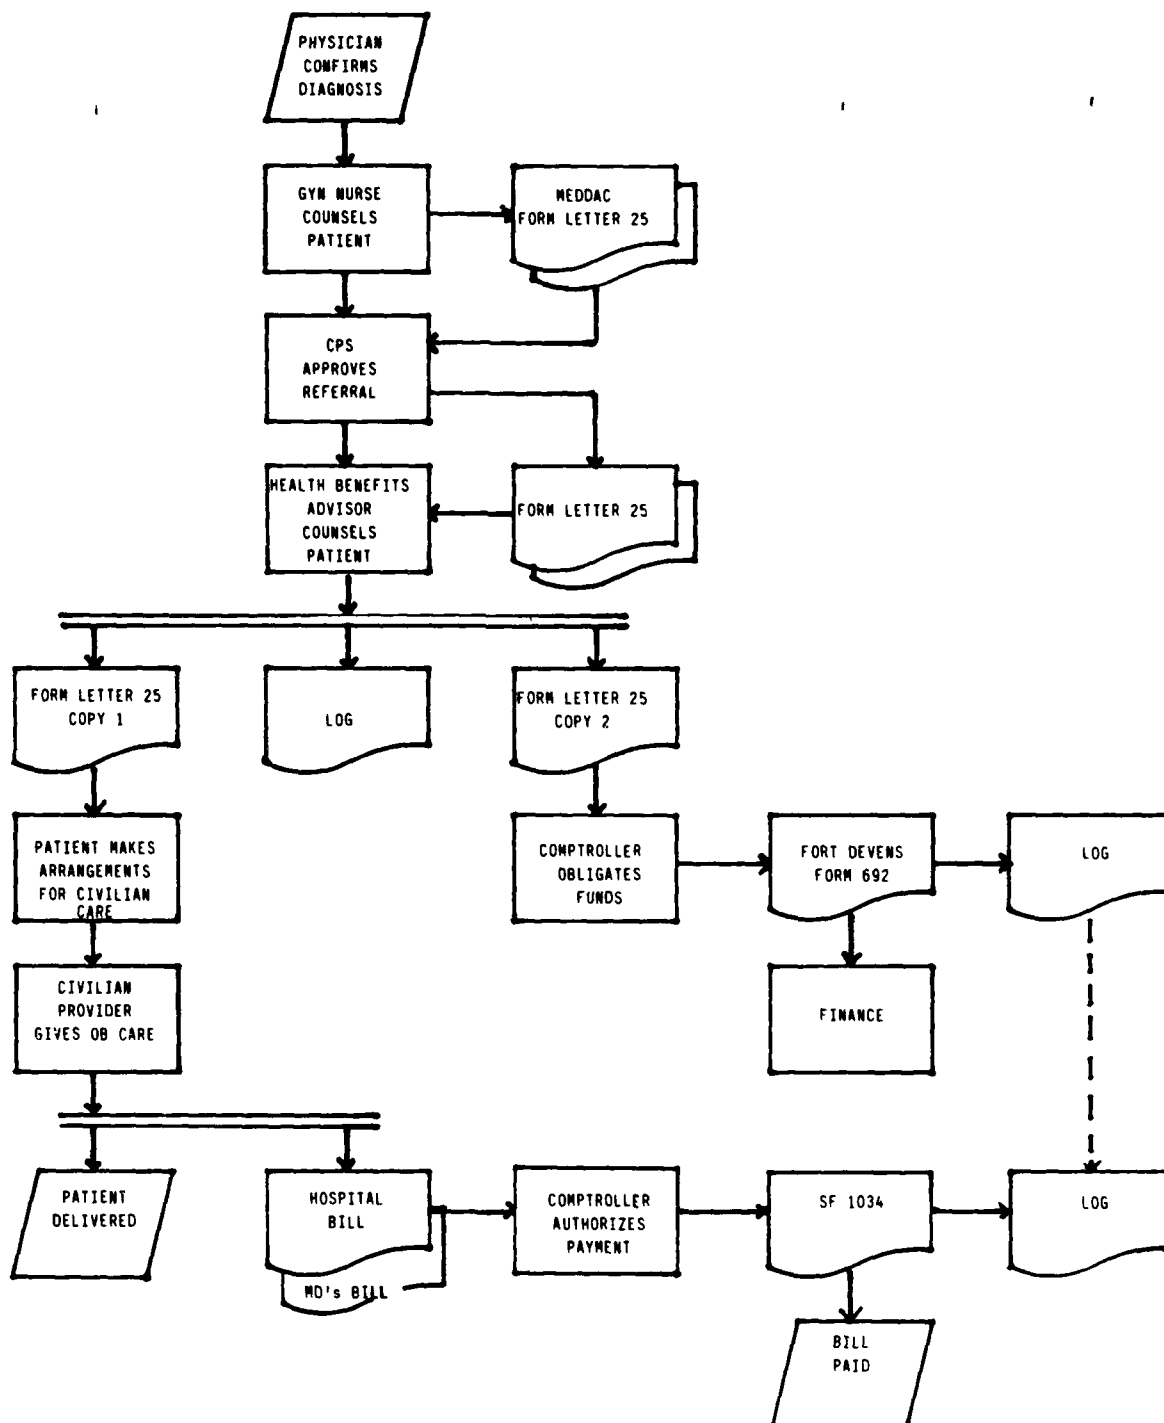 PHYSICIAN
CONFIRMS
DIAGNOSIS
GYN NURSE
COUNSELS
PATIENT
MEDDAC
FORM LETTER 25
CPS
APPROVES
REFERRAL
HEALTH BENEFITS
ADVISOR
COUNSELS
PATIENT
FORM LETTER 25
FORM LETTER 25
COPY 1
LOG
FORM LETTER 25
COPY 2
PATIENT MAKES
ARRANGEMENTS
FOR CIVILIAN
CARE
COMPTROLLER
OBLIGATES
FUNDS
FORT DEVENS
FORM 692
LOG
CIVILIAN
PROVIDER
GIVES OB CARE
FINANCE
PATIENT
DELIVERED
HOSPITAL
BILL
MD's BILL
COMPTROLLER
AUTHORIZES
PAYMENT
SF 1034
LOG
BILL
PAID